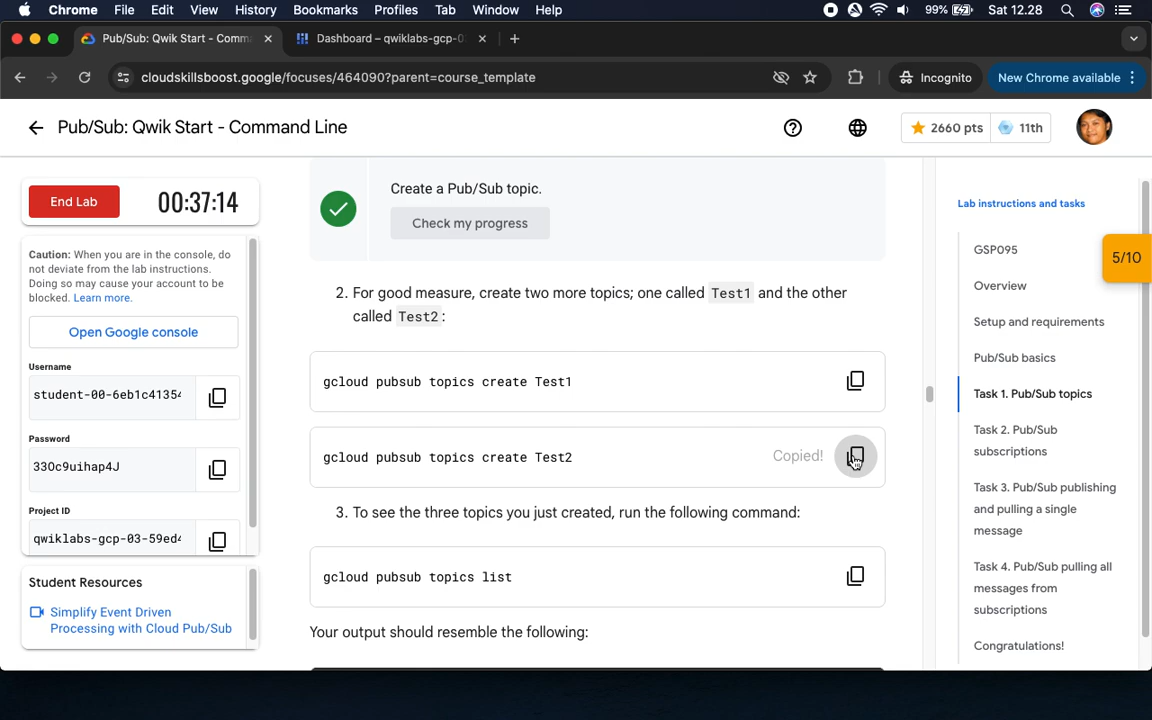 Chrome File Edit View History Bookmarks Profiles Tab Window Help 99% Sat 12.28
Pub/Sub: Qwik Start - Comm
Dashboard – qwiklabs-gcp-0
cloudskillsboost.google/focuses/464090?parent=course_template
Incognito
New Chrome available
Pub/Sub: Qwik Start - Command Line
2660 pts
11th
End Lab
00:37:14
Caution: When you are in the console, do
not deviate from the lab instructions.
Doing so may cause your account to be
blocked. Learn more.
Open Google console
Username
student-00-6eb1c41354
Password
330c9uihap4J
Project ID
qwiklabs-gcp-03-59ed4
Student Resources
Simplify Event Driven
Processing with Cloud Pub/Sub
Create a Pub/Sub topic.
Check my progress
2. For good measure, create two more topics; one called Test1 and the other
called Test2:
gcloud pubsub topics create Test1
gcloud pubsub topics create Test2
Copied!
3. To see the three topics you just created, run the following command:
gcloud pubsub topics list
Your output should resemble the following:
Lab instructions and tasks
5/10
GSP095
Overview
Setup and requirements
Pub/Sub basics
Task 1. Pub/Sub topics
Task 2. Pub/Sub
subscriptions
Task 3. Pub/Sub publishing
and pulling a single
message
Task 4. Pub/Sub pulling all
messages from
subscriptions
Congratulations!